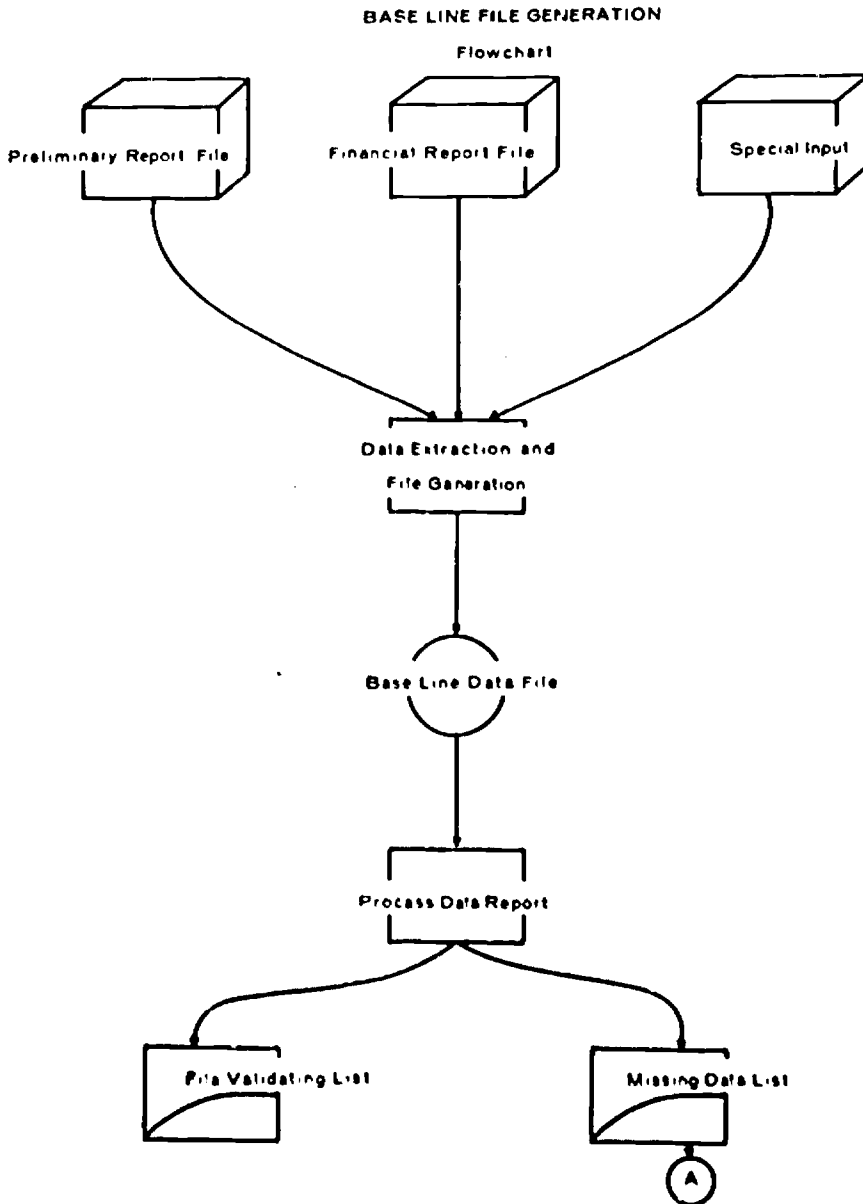 BASE LINE FILE GENERATION
Flowchart
Preliminary Report File
Financial Report File
Special Input
Data Extraction and
File Generation
Base Line Data File
Process Data Report
File Validating List
Missing Data List
A